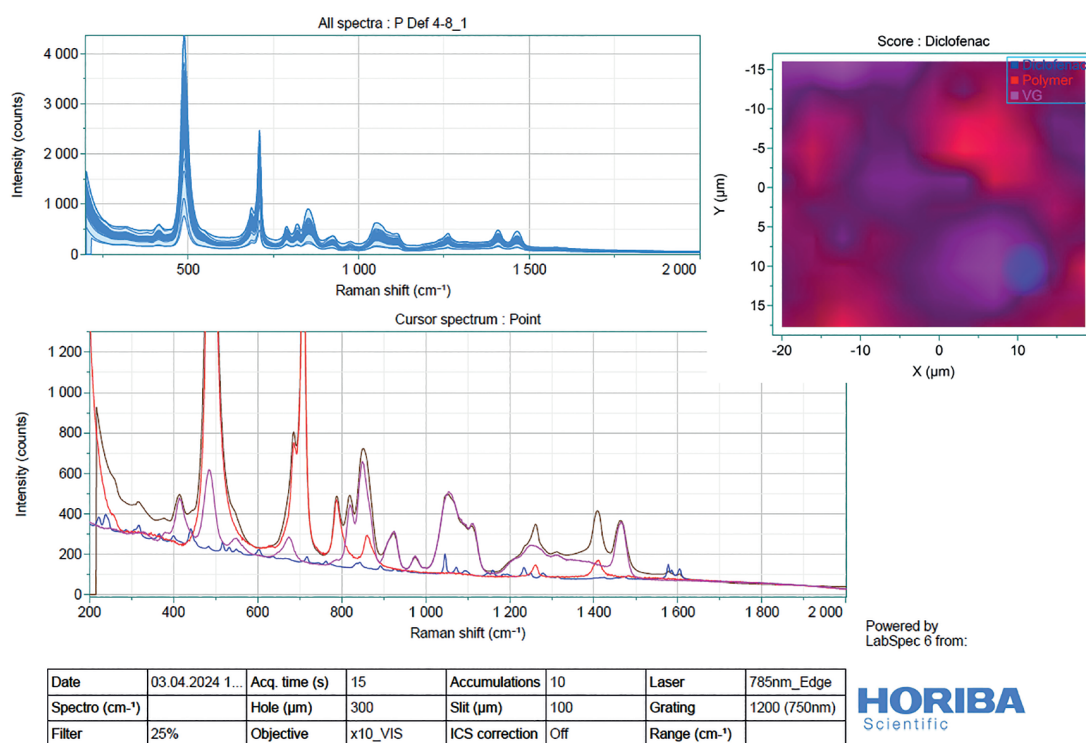 All spectra : P Def 4-8_1
Intensity (counts)
4 000
3 000
2 000
1 000
0
500
1 000
1 500
2 000
Raman shift (cm⁻¹)
Score : Diclofenac
Diclofenac
Polymer
VG
Y (µm)
-15
-10
-5
0
5
10
15
-20
-10
0
10
X (µm)
Cursor spectrum : Point
Intensity (counts)
1 200
1 000
800
600
400
200
0
200
400
600
800
1 000
1 200
1 400
1 600
1 800
2 000
Raman shift (cm⁻¹)
Powered by
LabSpec 6 from:
Date 03.04.2024 1... Acq. time (s) 15 Accumulations 10 Laser 785nm_Edge
Spectro (cm-¹) Hole (µm) 300 Slit (µm) 100 Grating 1200 (750nm)
Filter 25% Objective x10_VIS ICS correction Off Range (cm-¹)
HORIBA
Scientific